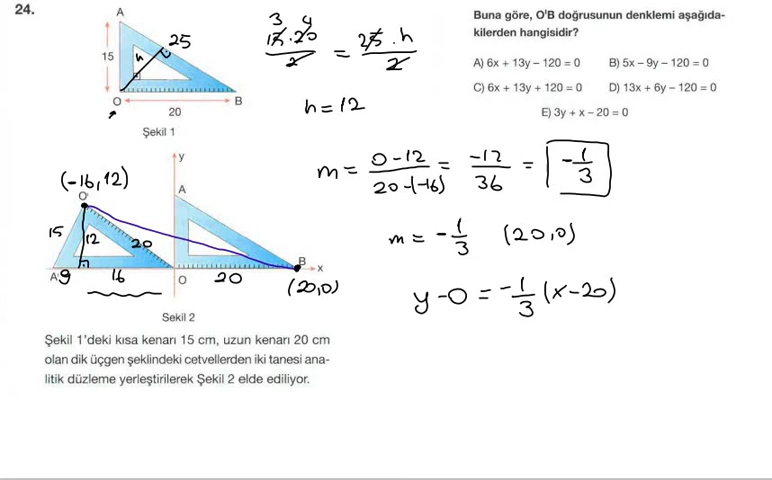 24.
A
15
h
25
O
20
B
Şekil 1
3 4
15.20/2 = 25.h/2
h=12
Buna göre, O'B doğrusunun denklemi aşağıda-
kilerden hangisidir?
A) 6x + 13y – 120 = 0 B) 5x – 9y – 120 = 0
C) 6x + 13y + 120 = 0 D) 13x + 6y – 120 = 0
E) 3y + x – 20 = 0
m = 0-12/20-(-16) = -12/36 = -1/3
m = -1/3 (20,0)
y-0 = -1/3 (x-20)
(-16,12)
y
O'
A
15
12
20
B
x
A'
9
16
O
20
(20,0)
Şekil 2
Şekil 1'deki kısa kenarı 15 cm, uzun kenarı 20 cm
olan dik üçgen şeklindeki cetvellerden iki tanesi ana-
litik düzleme yerleştirilerek Şekil 2 elde ediliyor.